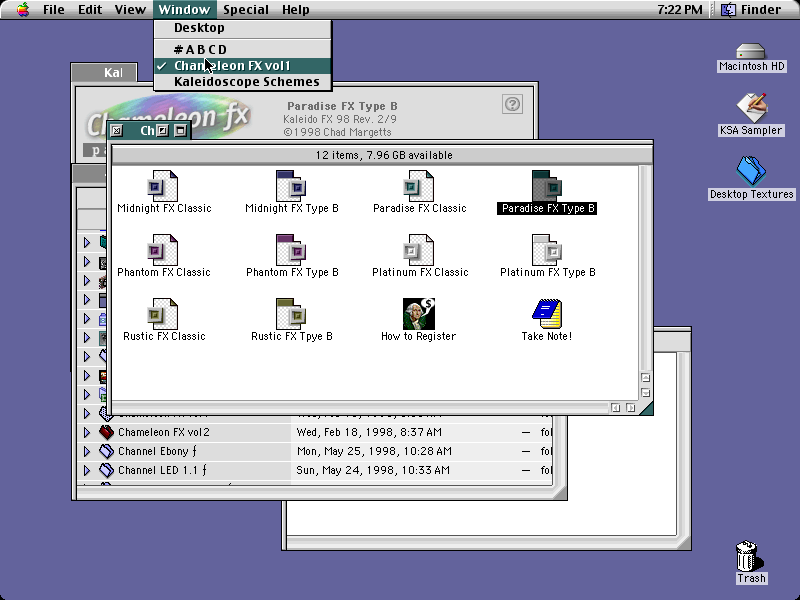 File Edit View Window Special Help 7:22 PM Finder
Desktop
#ABCD
Chameleon FX vol1
Kaleidoscope Schemes
Kal
Chameleon fx
Paradise FX Type B
Kaleido FX 98 Rev. 2/9
©1998 Chad Margetts
Ch
12 items, 7.96 GB available
Midnight FX Classic
Midnight FX Type B
Paradise FX Classic
Paradise FX Type B
Phantom FX Classic
Phantom FX Type B
Platinum FX Classic
Platinum FX Type B
Rustic FX Classic
Rustic FX Tpye B
How to Register
Take Note!
Chameleon FX vol2 Wed, Feb 18, 1998, 8:37 AM — fol
Channel Ebony ƒ Mon, May 25, 1998, 10:28 AM — fol
Channel LED 1.1 ƒ Sun, May 24, 1998, 10:33 AM — fol
Macintosh HD
KSA Sampler
Desktop Textures
Trash